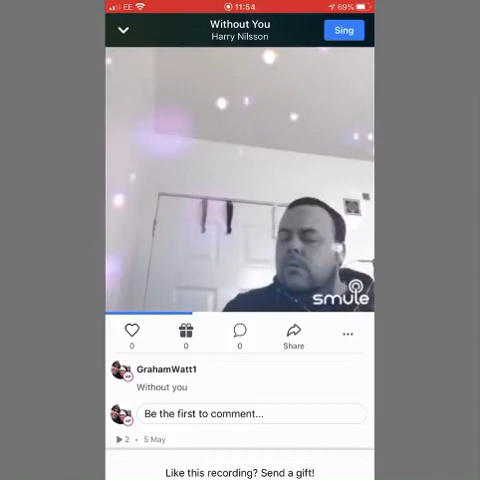 EE 11:54 69%
Without You
Harry Nilsson
Sing
smule
0 0 0 Share
GrahamWatt1
Without you
Be the first to comment...
2 • 5 May
Like this recording? Send a gift!